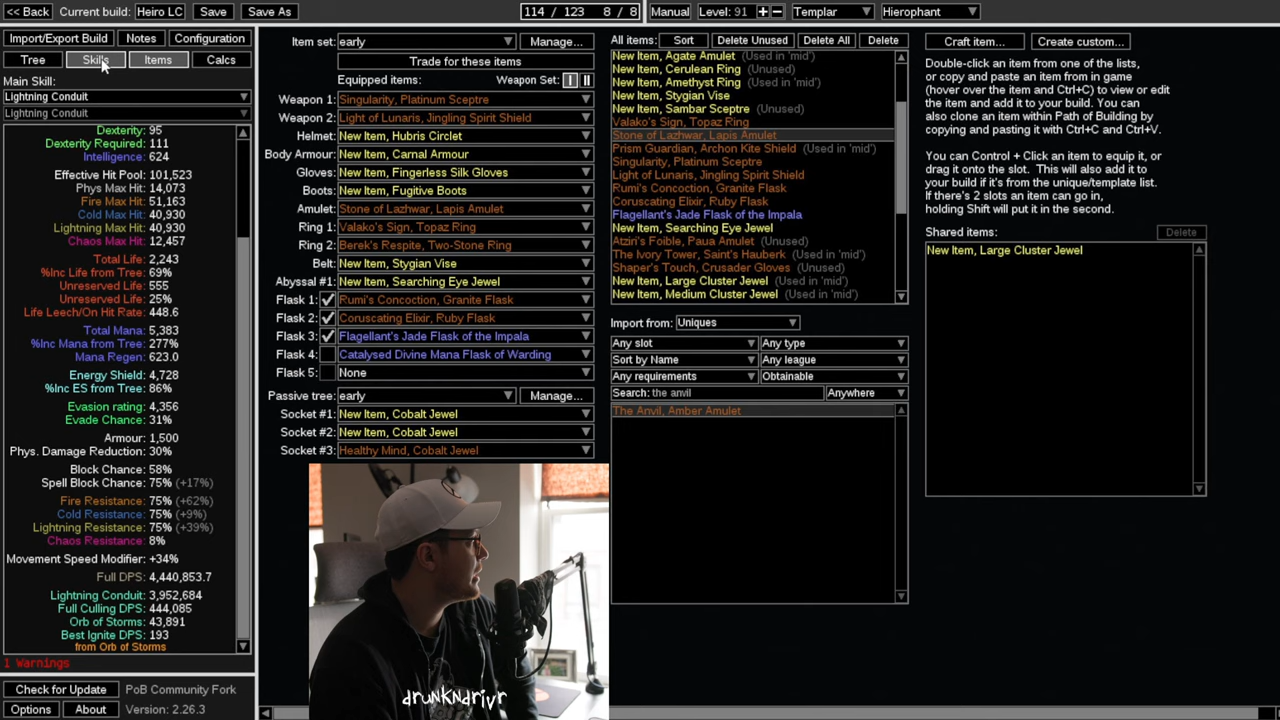 << Back Current build: Heiro LC Save Save As 114 / 123 8 / 8 Manual Level: 91 Templar Hierophant
Import/Export Build Notes Configuration
Tree Skills Items Calcs
Main Skill:
Lightning Conduit
Lightning Conduit
Dexterity: 95
Dexterity Required: 111
Intelligence: 624
Effective Hit Pool: 101,523
Phys Max Hit: 14,073
Fire Max Hit: 51,163
Cold Max Hit: 40,930
Lightning Max Hit: 40,930
Chaos Max Hit: 12,457
Total Life: 2,243
%Inc Life from Tree: 69%
Unreserved Life: 555
Unreserved Life: 25%
Life Leech/On Hit Rate: 448.6
Total Mana: 5,383
%Inc Mana from Tree: 277%
Mana Regen: 623.0
Energy Shield: 4,728
%Inc ES from Tree: 86%
Evasion rating: 4,356
Evade Chance: 31%
Armour: 1,500
Phys. Damage Reduction: 30%
Block Chance: 58%
Spell Block Chance: 75% (+17%)
Fire Resistance: 75% (+62%)
Cold Resistance: 75% (+9%)
Lightning Resistance: 75% (+39%)
Chaos Resistance: 8%
Movement Speed Modifier: +34%
Full DPS: 4,440,853.7
Lightning Conduit: 3,952,684
Full Culling DPS: 444,085
Orb of Storms: 43,891
Best Ignite DPS: 193
from Orb of Storms
1 Warnings
Check for Update PoB Community Fork
Options About Version: 2.26.3
Item set: early Manage...
Trade for these items
Equipped items: Weapon Set: I II
Weapon 1: Singularity, Platinum Sceptre
Weapon 2: Light of Lunaris, Jingling Spirit Shield
Helmet: New Item, Hubris Circlet
Body Armour: New Item, Carnal Armour
Gloves: New Item, Fingerless Silk Gloves
Boots: New Item, Fugitive Boots
Amulet: Stone of Lazhwar, Lapis Amulet
Ring 1: Valako's Sign, Topaz Ring
Ring 2: Berek's Respite, Two-Stone Ring
Belt: New Item, Stygian Vise
Abyssal #1: New Item, Searching Eye Jewel
Flask 1: Rumi's Concoction, Granite Flask
Flask 2: Coruscating Elixir, Ruby Flask
Flask 3: Flagellant's Jade Flask of the Impala
Flask 4: Catalysed Divine Mana Flask of Warding
Flask 5: None
Passive tree: early Manage...
Socket #1: New Item, Cobalt Jewel
Socket #2: New Item, Cobalt Jewel
Socket #3: Healthy Mind, Cobalt Jewel
drunkndrivr
All items: Sort Delete Unused Delete All Delete
New Item, Agate Amulet (Used in 'mid')
New Item, Cerulean Ring (Unused)
New Item, Amethyst Ring (Used in 'mid')
New Item, Stygian Vise
New Item, Sambar Sceptre (Unused)
Valako's Sign, Topaz Ring
Stone of Lazhwar, Lapis Amulet
Prism Guardian, Archon Kite Shield (Used in 'mid')
Singularity, Platinum Sceptre
Light of Lunaris, Jingling Spirit Shield
Rumi's Concoction, Granite Flask
Coruscating Elixir, Ruby Flask
Flagellant's Jade Flask of the Impala
New Item, Searching Eye Jewel
Atziri's Foible, Paua Amulet (Unused)
The Ivory Tower, Saint's Hauberk (Used in 'mid')
Shaper's Touch, Crusader Gloves (Unused)
New Item, Large Cluster Jewel (Used in 'mid')
New Item, Medium Cluster Jewel (Used in 'mid')
Import from: Uniques
Any slot Any type
Sort by Name Any league
Any requirements Obtainable
Search: the anvil Anywhere
The Anvil, Amber Amulet
Craft item... Create custom...
Double-click an item from one of the lists,
or copy and paste an item from in game
(hover over the item and Ctrl+C) to view or edit
the item and add it to your build. You can
also clone an item within Path of Building by
copying and pasting it with Ctrl+C and Ctrl+V.
You can Control + Click an item to equip it, or
drag it onto the slot. This will also add it to
your build if it's from the unique/template list.
If there's 2 slots an item can go in,
holding Shift will put it in the second.
Shared items: Delete
New Item, Large Cluster Jewel